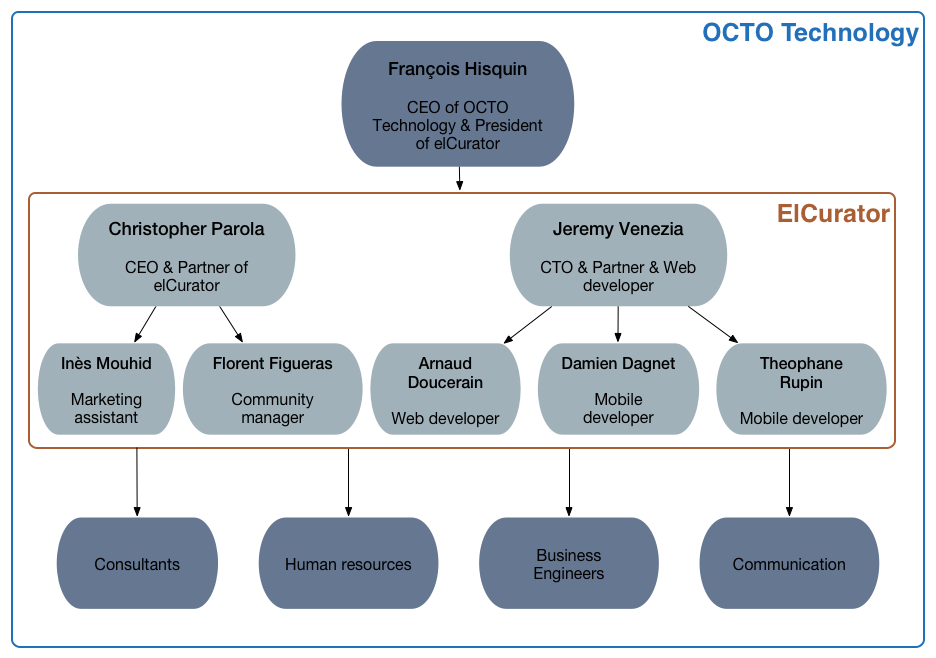 OCTO Technology
François Hisquin
CEO of OCTO
Technology & President
of elCurator
ElCurator
Christopher Parola
CEO & Partner of
elCurator
Jeremy Venezia
CTO & Partner & Web
developer
Inès Mouhid
Marketing
assistant
Florent Figueras
Community
manager
Arnaud
Doucerain
Web developer
Damien Dagnet
Mobile
developer
Theophane
Rupin
Mobile developer
Consultants
Human resources
Business
Engineers
Communication